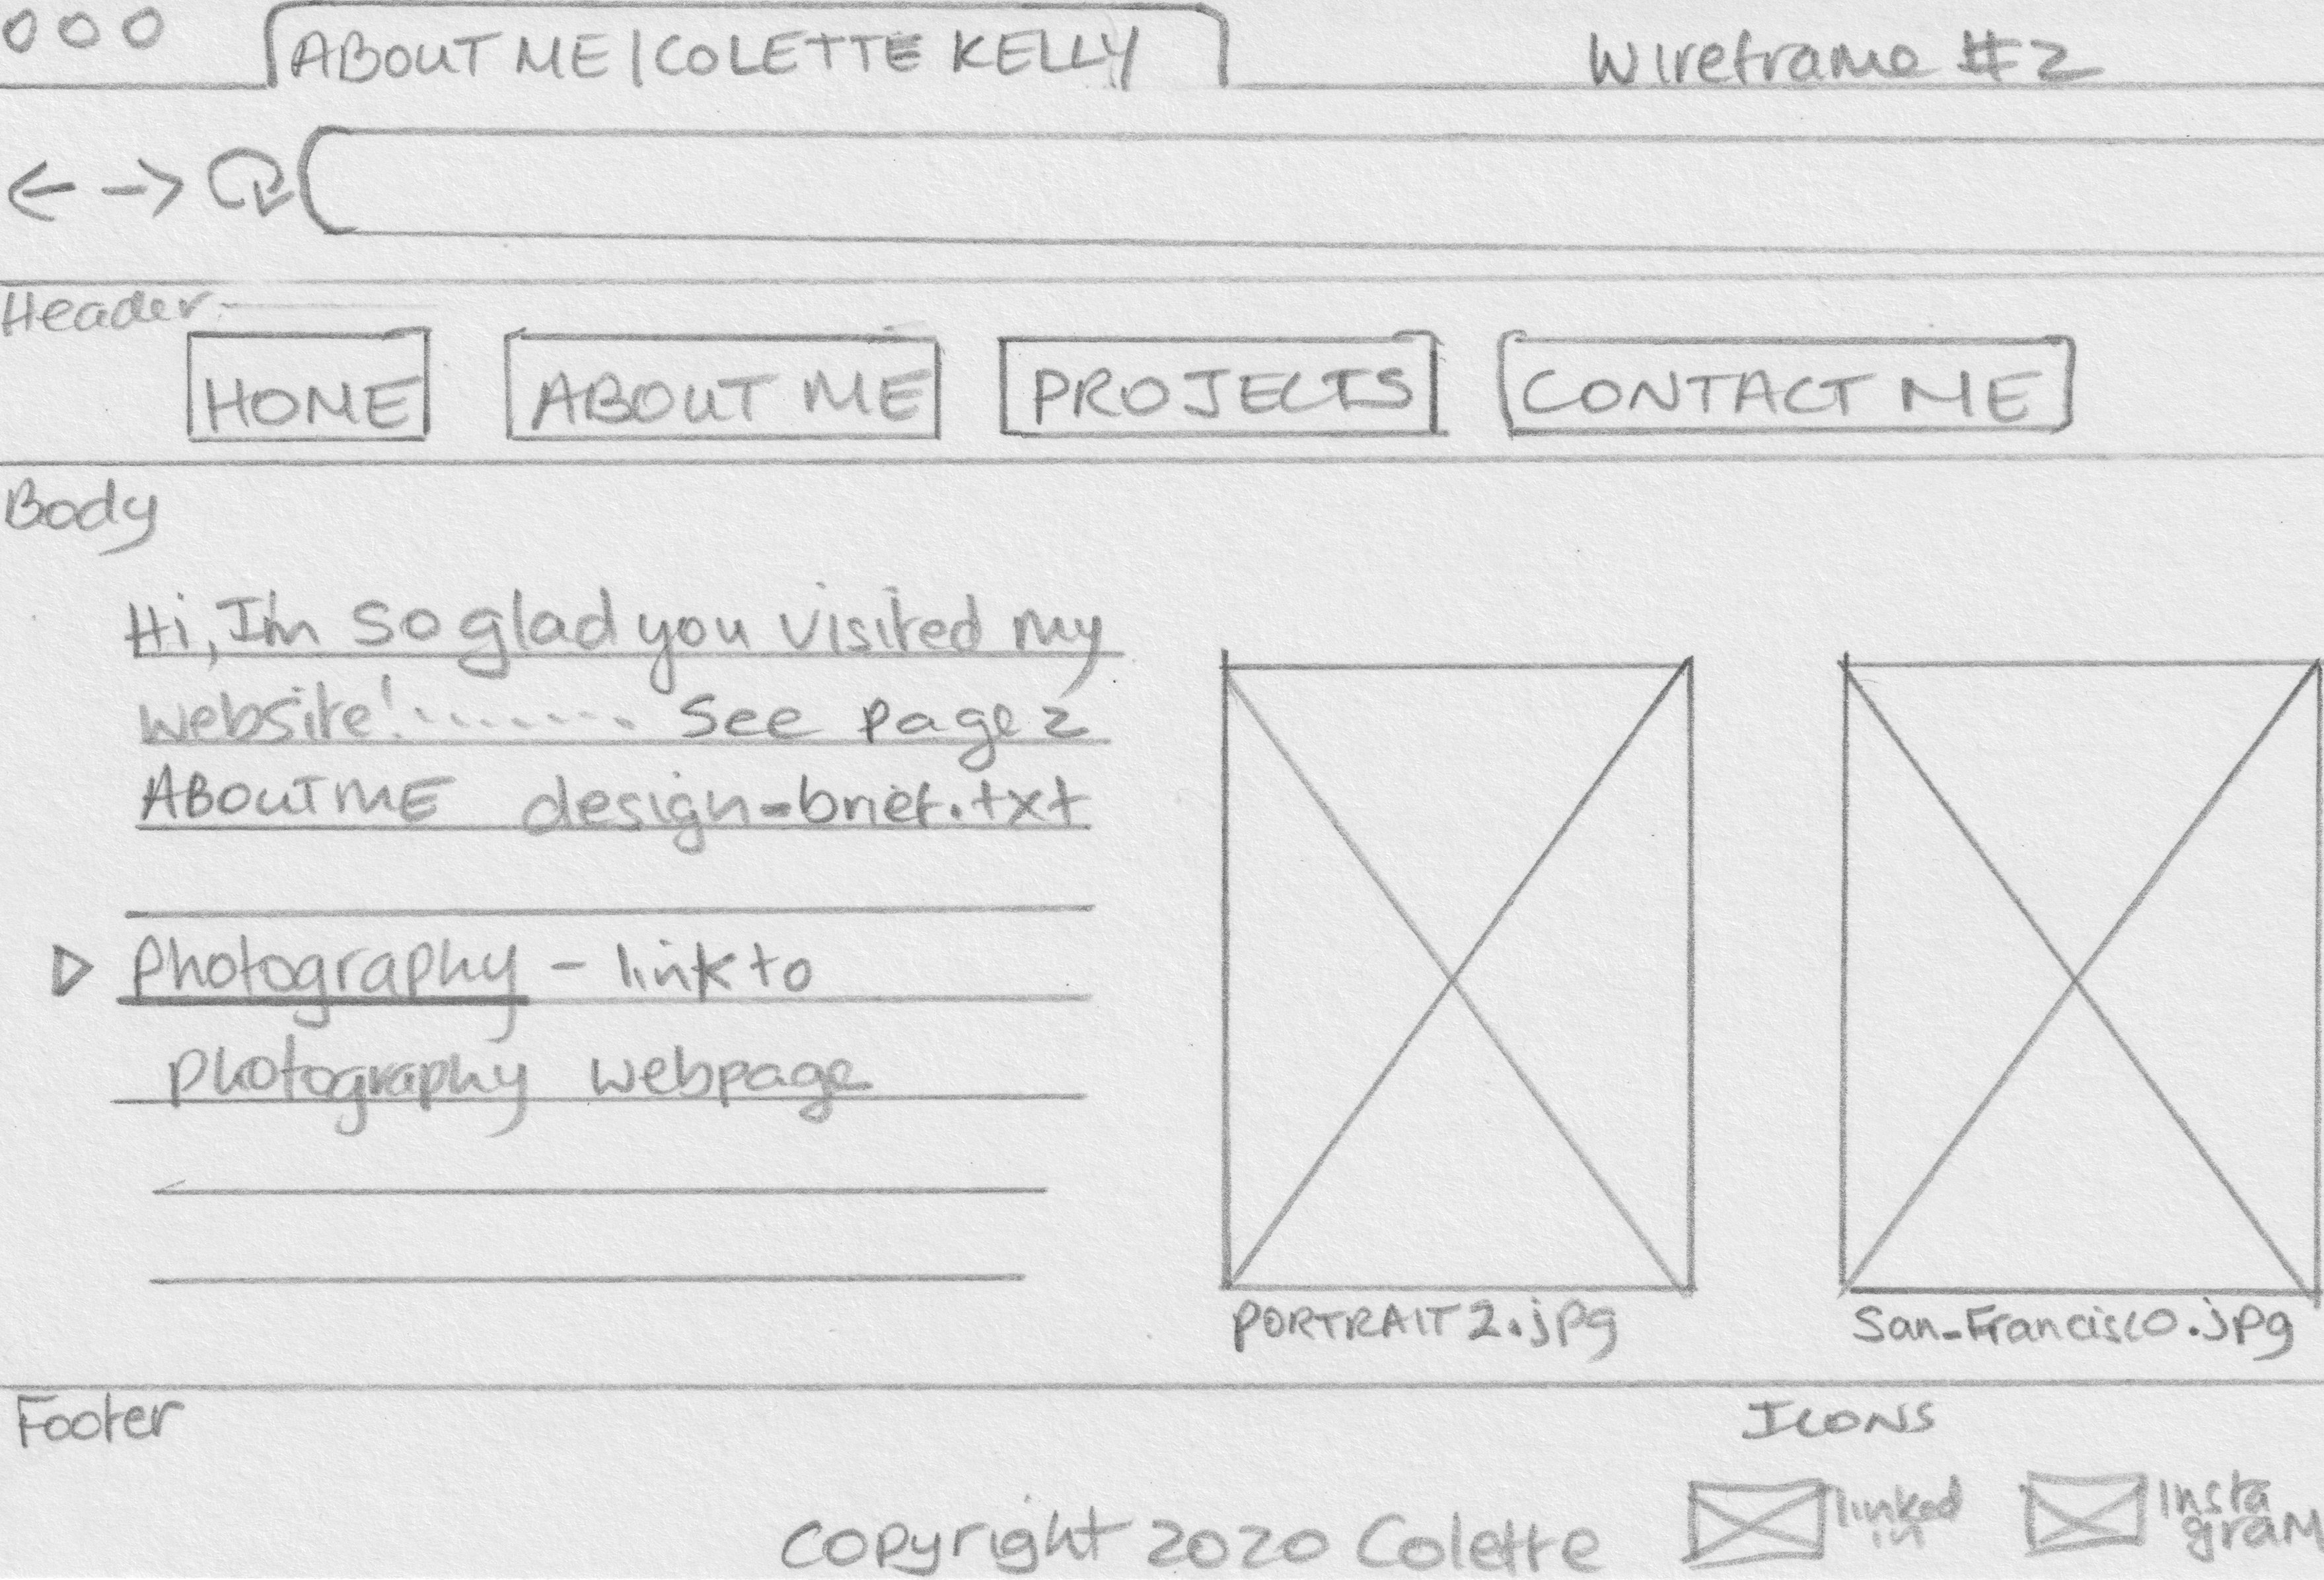 ABOUT ME | COLETTE KELLY
Wireframe #2
Header
HOME
ABOUT ME
PROJECTS
CONTACT ME
Body
Hi, I'm so glad you visited my
website! ........ See page 2
ABOUT ME design-brief.txt
Photography - link to
photography webpage
PORTRAIT2.jpg
San-Francisco.jpg
Footer
ICONS
linked
in
Insta
gram
Copyright 2020 Colette